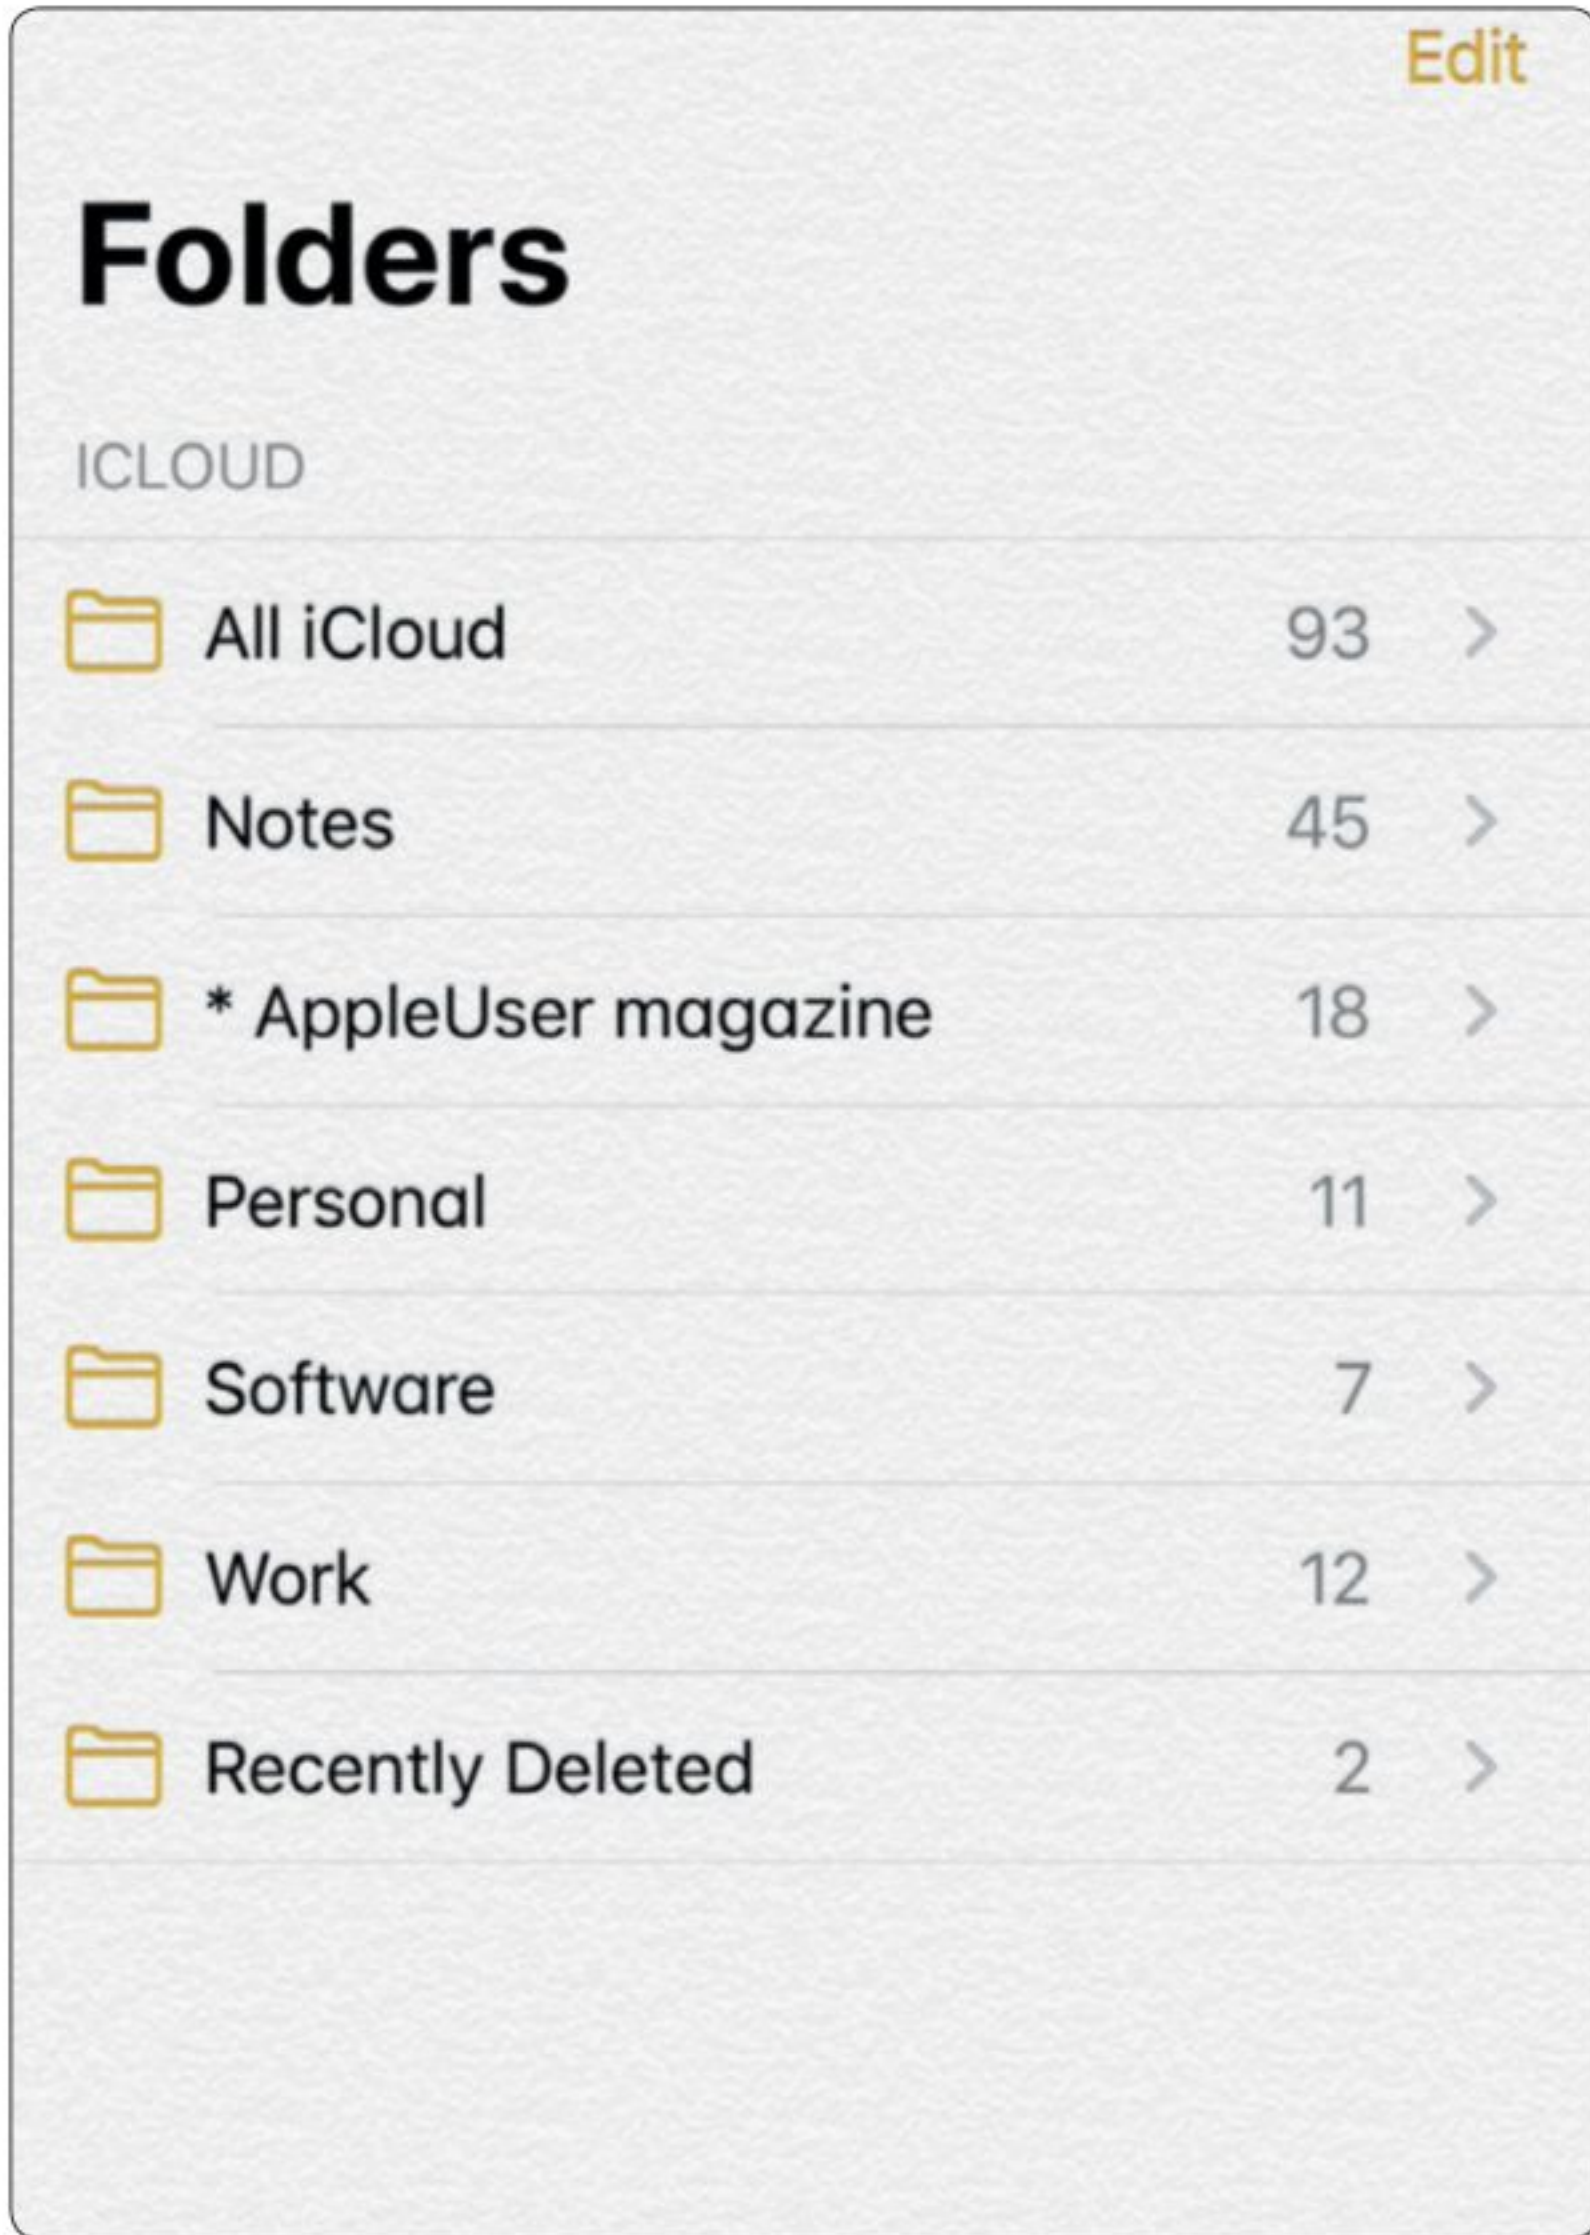 Edit
Folders
ICLOUD
All iCloud 93
Notes 45
* AppleUser magazine 18
Personal 11
Software 7
Work 12
Recently Deleted 2